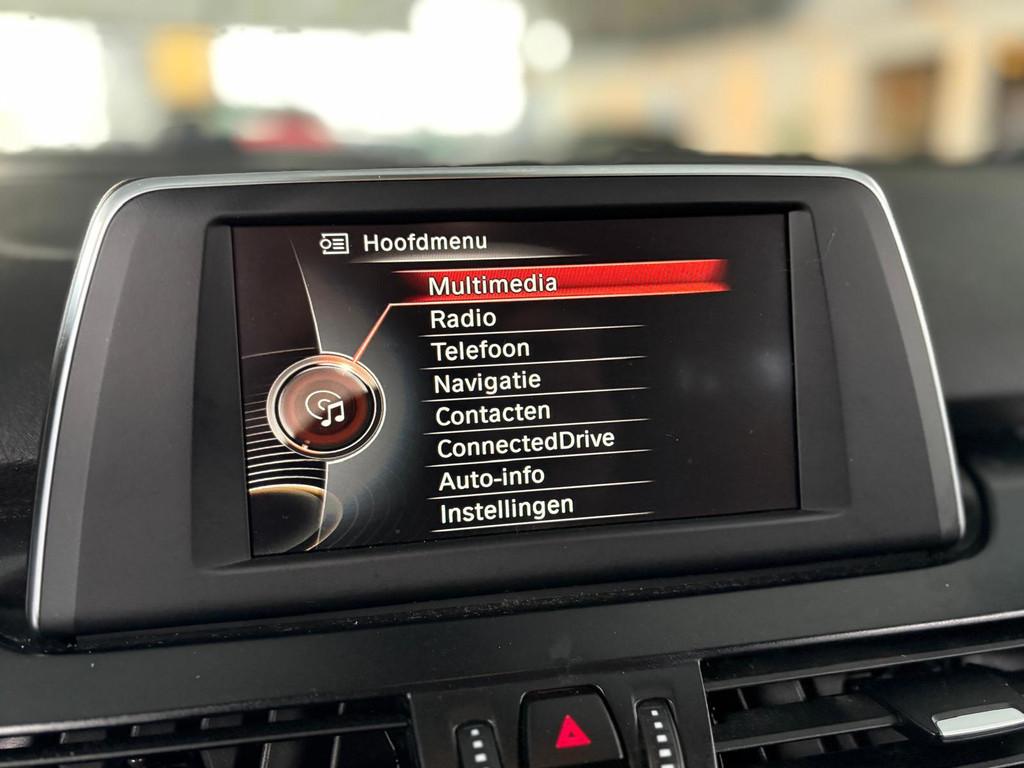 Hoofdmenu
Multimedia
Radio
Telefoon
Navigatie
Contacten
ConnectedDrive
Auto-info
Instellingen